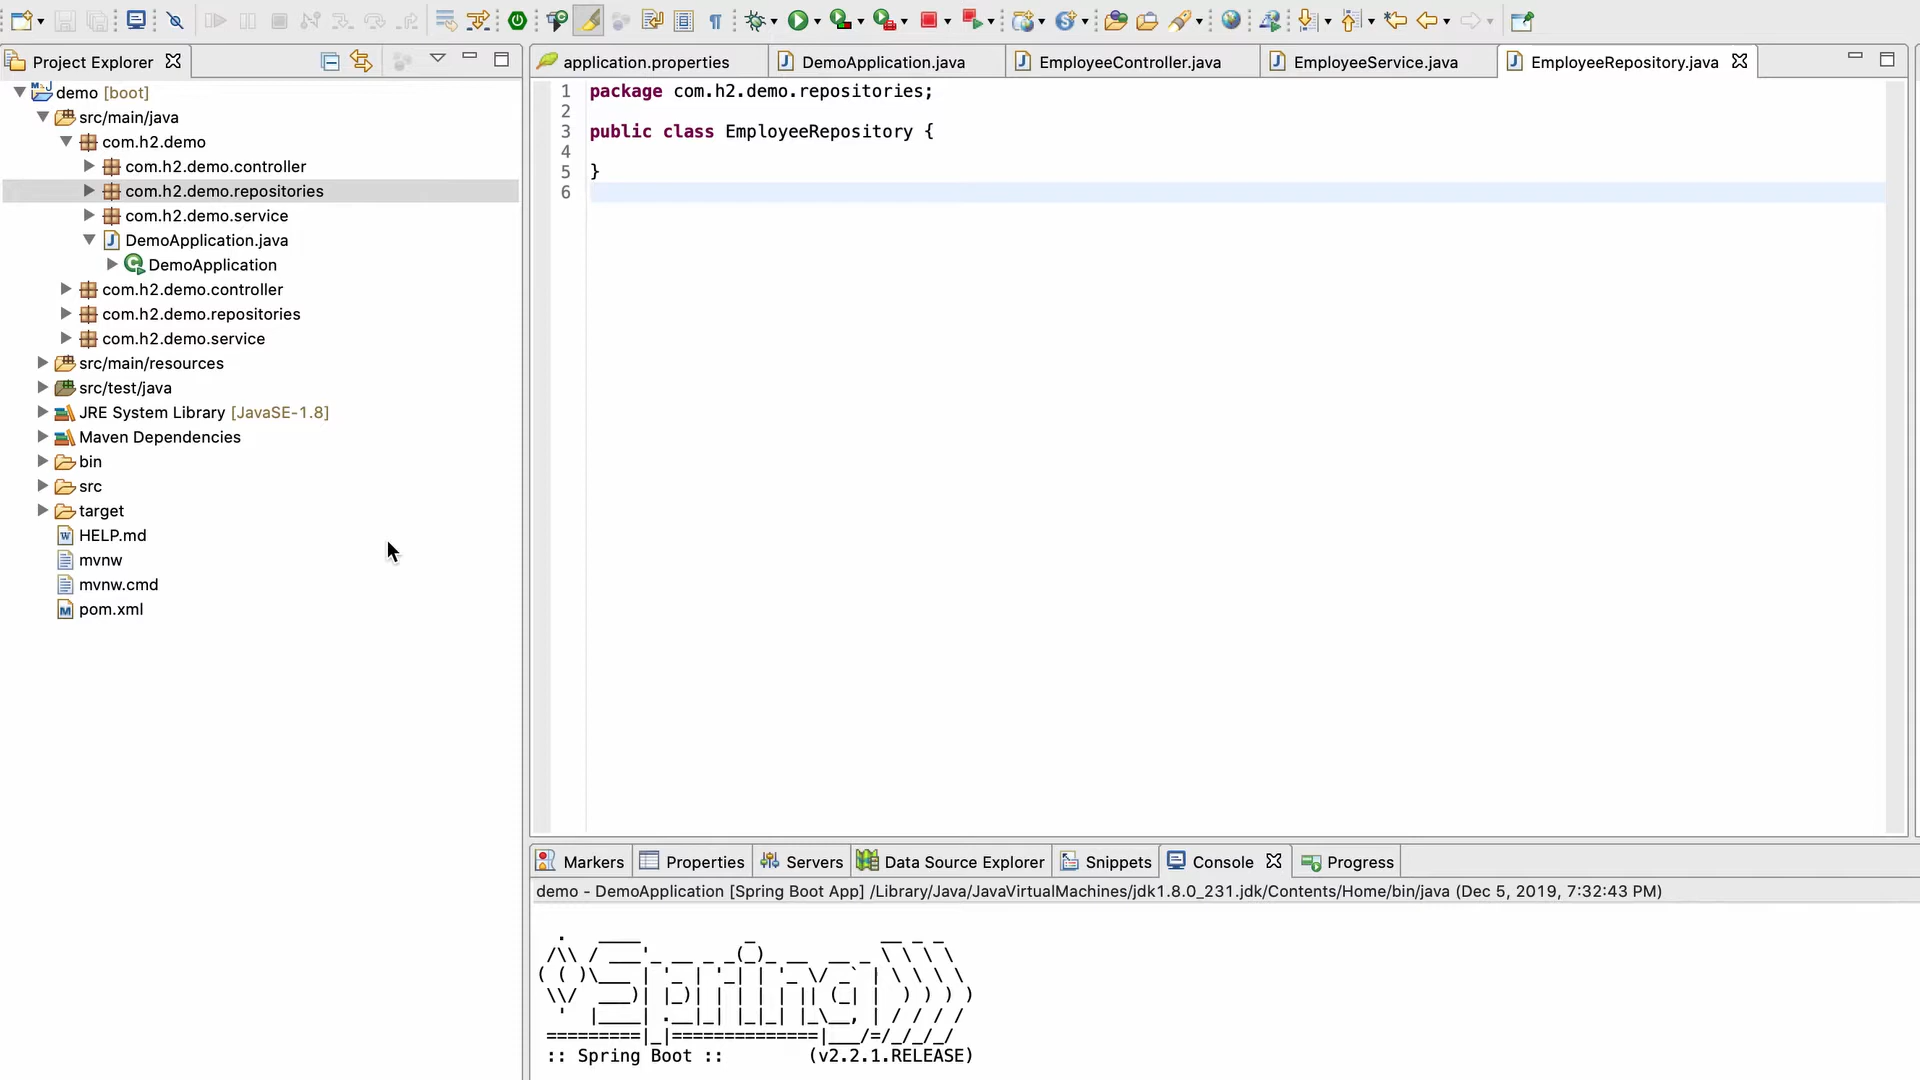 Project Explorer
demo [boot]
src/main/java
com.h2.demo
com.h2.demo.controller
com.h2.demo.repositories
com.h2.demo.service
DemoApplication.java
DemoApplication
com.h2.demo.controller
com.h2.demo.repositories
com.h2.demo.service
src/main/resources
src/test/java
JRE System Library [JavaSE-1.8]
Maven Dependencies
bin
src
target
HELP.md
mvnw
mvnw.cmd
pom.xml
application.properties DemoApplication.java EmployeeController.java EmployeeService.java EmployeeRepository.java
1 package com.h2.demo.repositories;
2
3 public class EmployeeRepository {
4
5 }
6
Markers Properties Servers Data Source Explorer Snippets Console Progress
demo - DemoApplication [Spring Boot App] /Library/Java/JavaVirtualMachines/jdk1.8.0_231.jdk/Contents/Home/bin/java (Dec 5, 2019, 7:32:43 PM)
Spring
:: Spring Boot :: (v2.2.1.RELEASE)